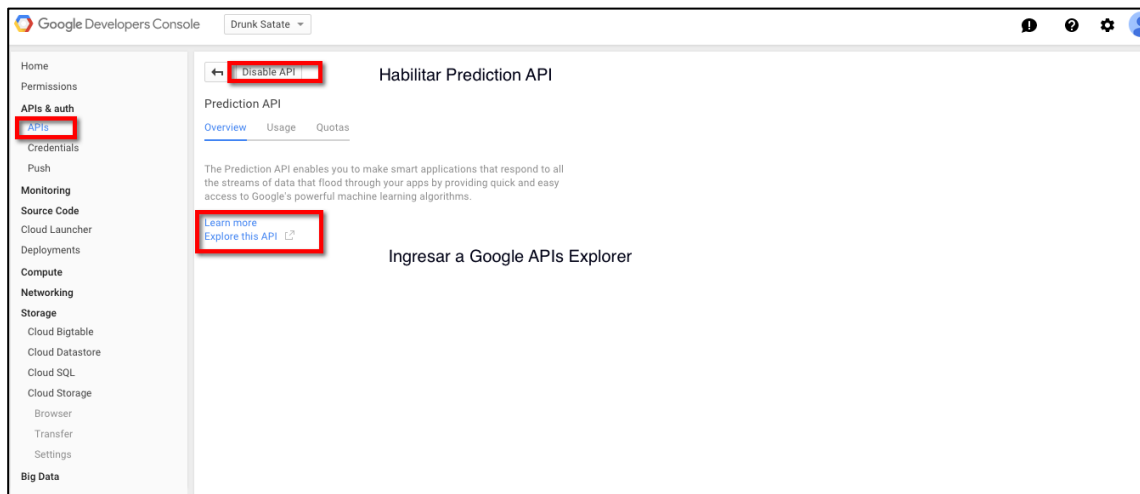 Google Developers Console
Drunk Satate
Home
Permissions
APIs & auth
APIs
Credentials
Push
Monitoring
Source Code
Cloud Launcher
Deployments
Compute
Networking
Storage
Cloud Bigtable
Cloud Datastore
Cloud SQL
Cloud Storage
Browser
Transfer
Settings
Big Data
Disable API
Habilitar Prediction API
Prediction API
Overview Usage Quotas
The Prediction API enables you to make smart applications that respond to all
the streams of data that flood through your apps by providing quick and easy
access to Google's powerful machine learning algorithms.
Learn more
Explore this API
Ingresar a Google APIs Explorer